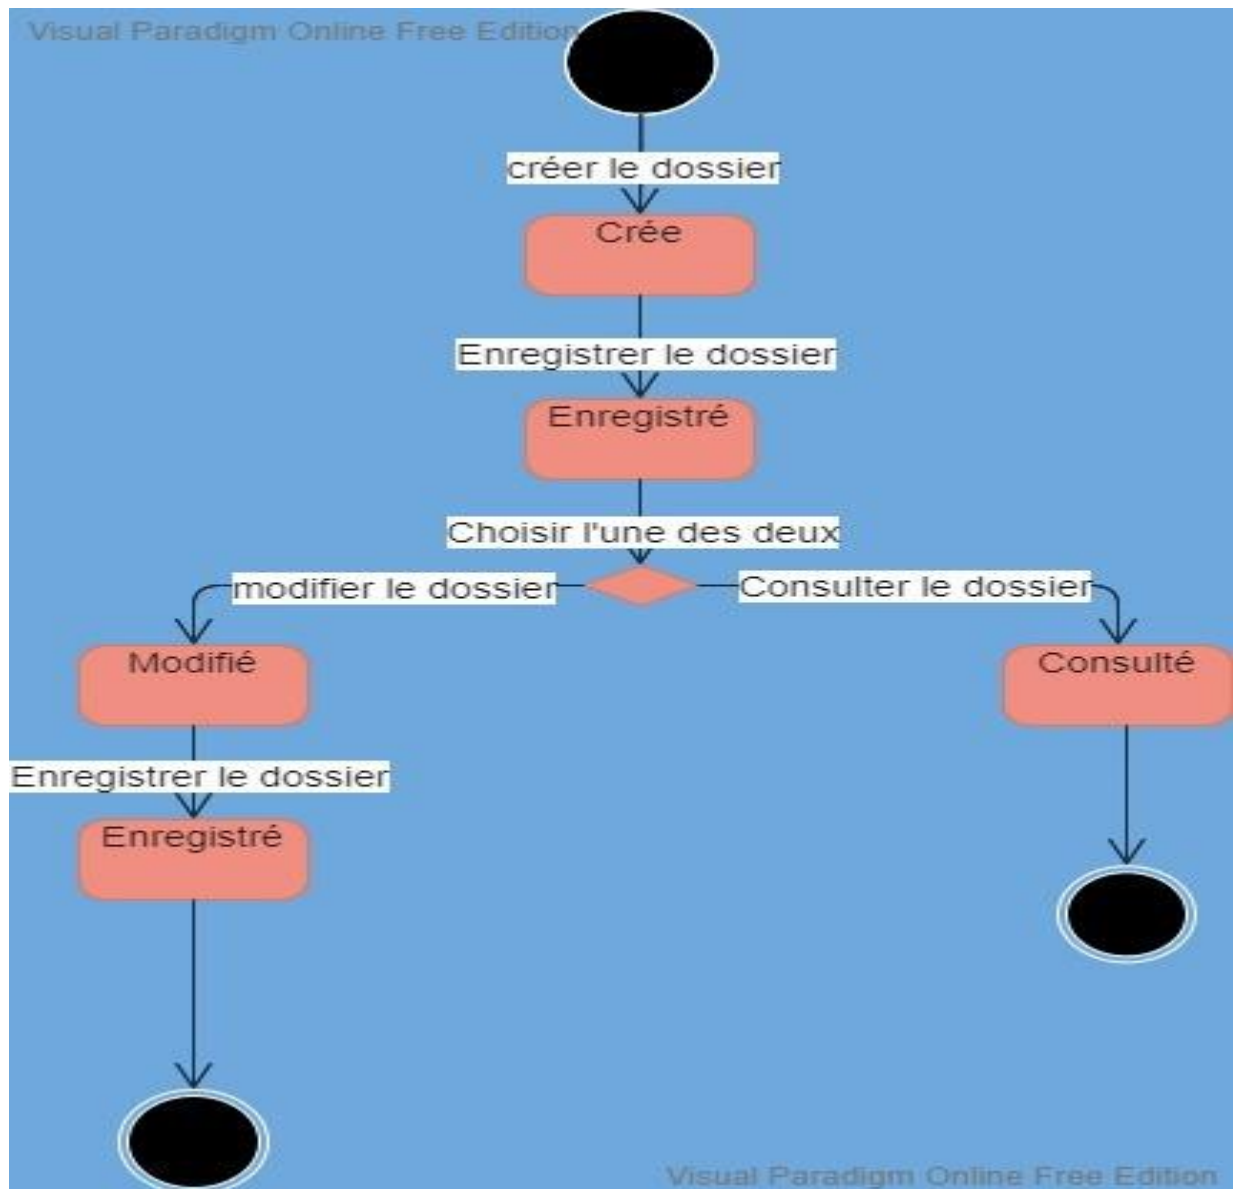 Visual Paradigm Online Free Edition
créer le dossier
Crée
Enregistrer le dossier
Enregistré
Choisir l'une des deux
modifier le dossier
Consulter le dossier
Modifié
Consulté
Enregistrer le dossier
Enregistré
Visual Paradigm Online Free Edition